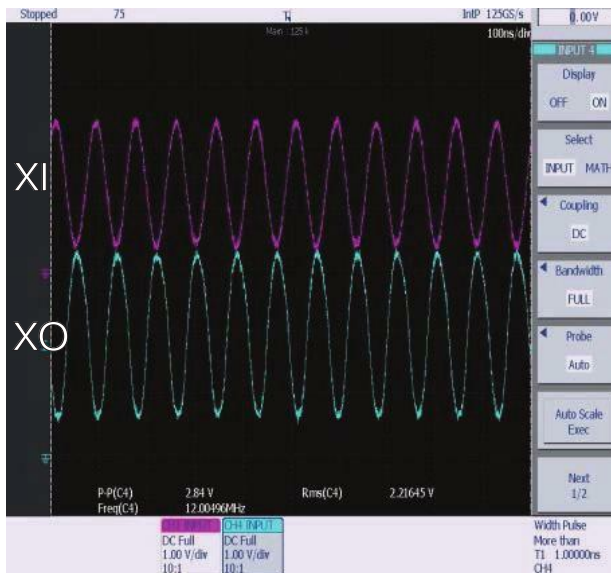 Stopped 75 IntP 125GS/s 0.00V
Main : 125 k 100ns/div
INPUT 4
Display
OFF ON
Select
INPUT MATH
XI
Coupling
DC
Bandwidth
FULL
XO
Probe
Auto
Auto Scale
Exec
Next
1/2
P-P(C4) 2.84 V Rms(C4) 2.21645 V
Freq(C4) 12.00496MHz
CH1 INPUT CH4 INPUT
DC Full DC Full
1.00 V/div 1.00 V/div
10:1 10:1
Width Pulse
More than
T1 1.00000ns
CH4